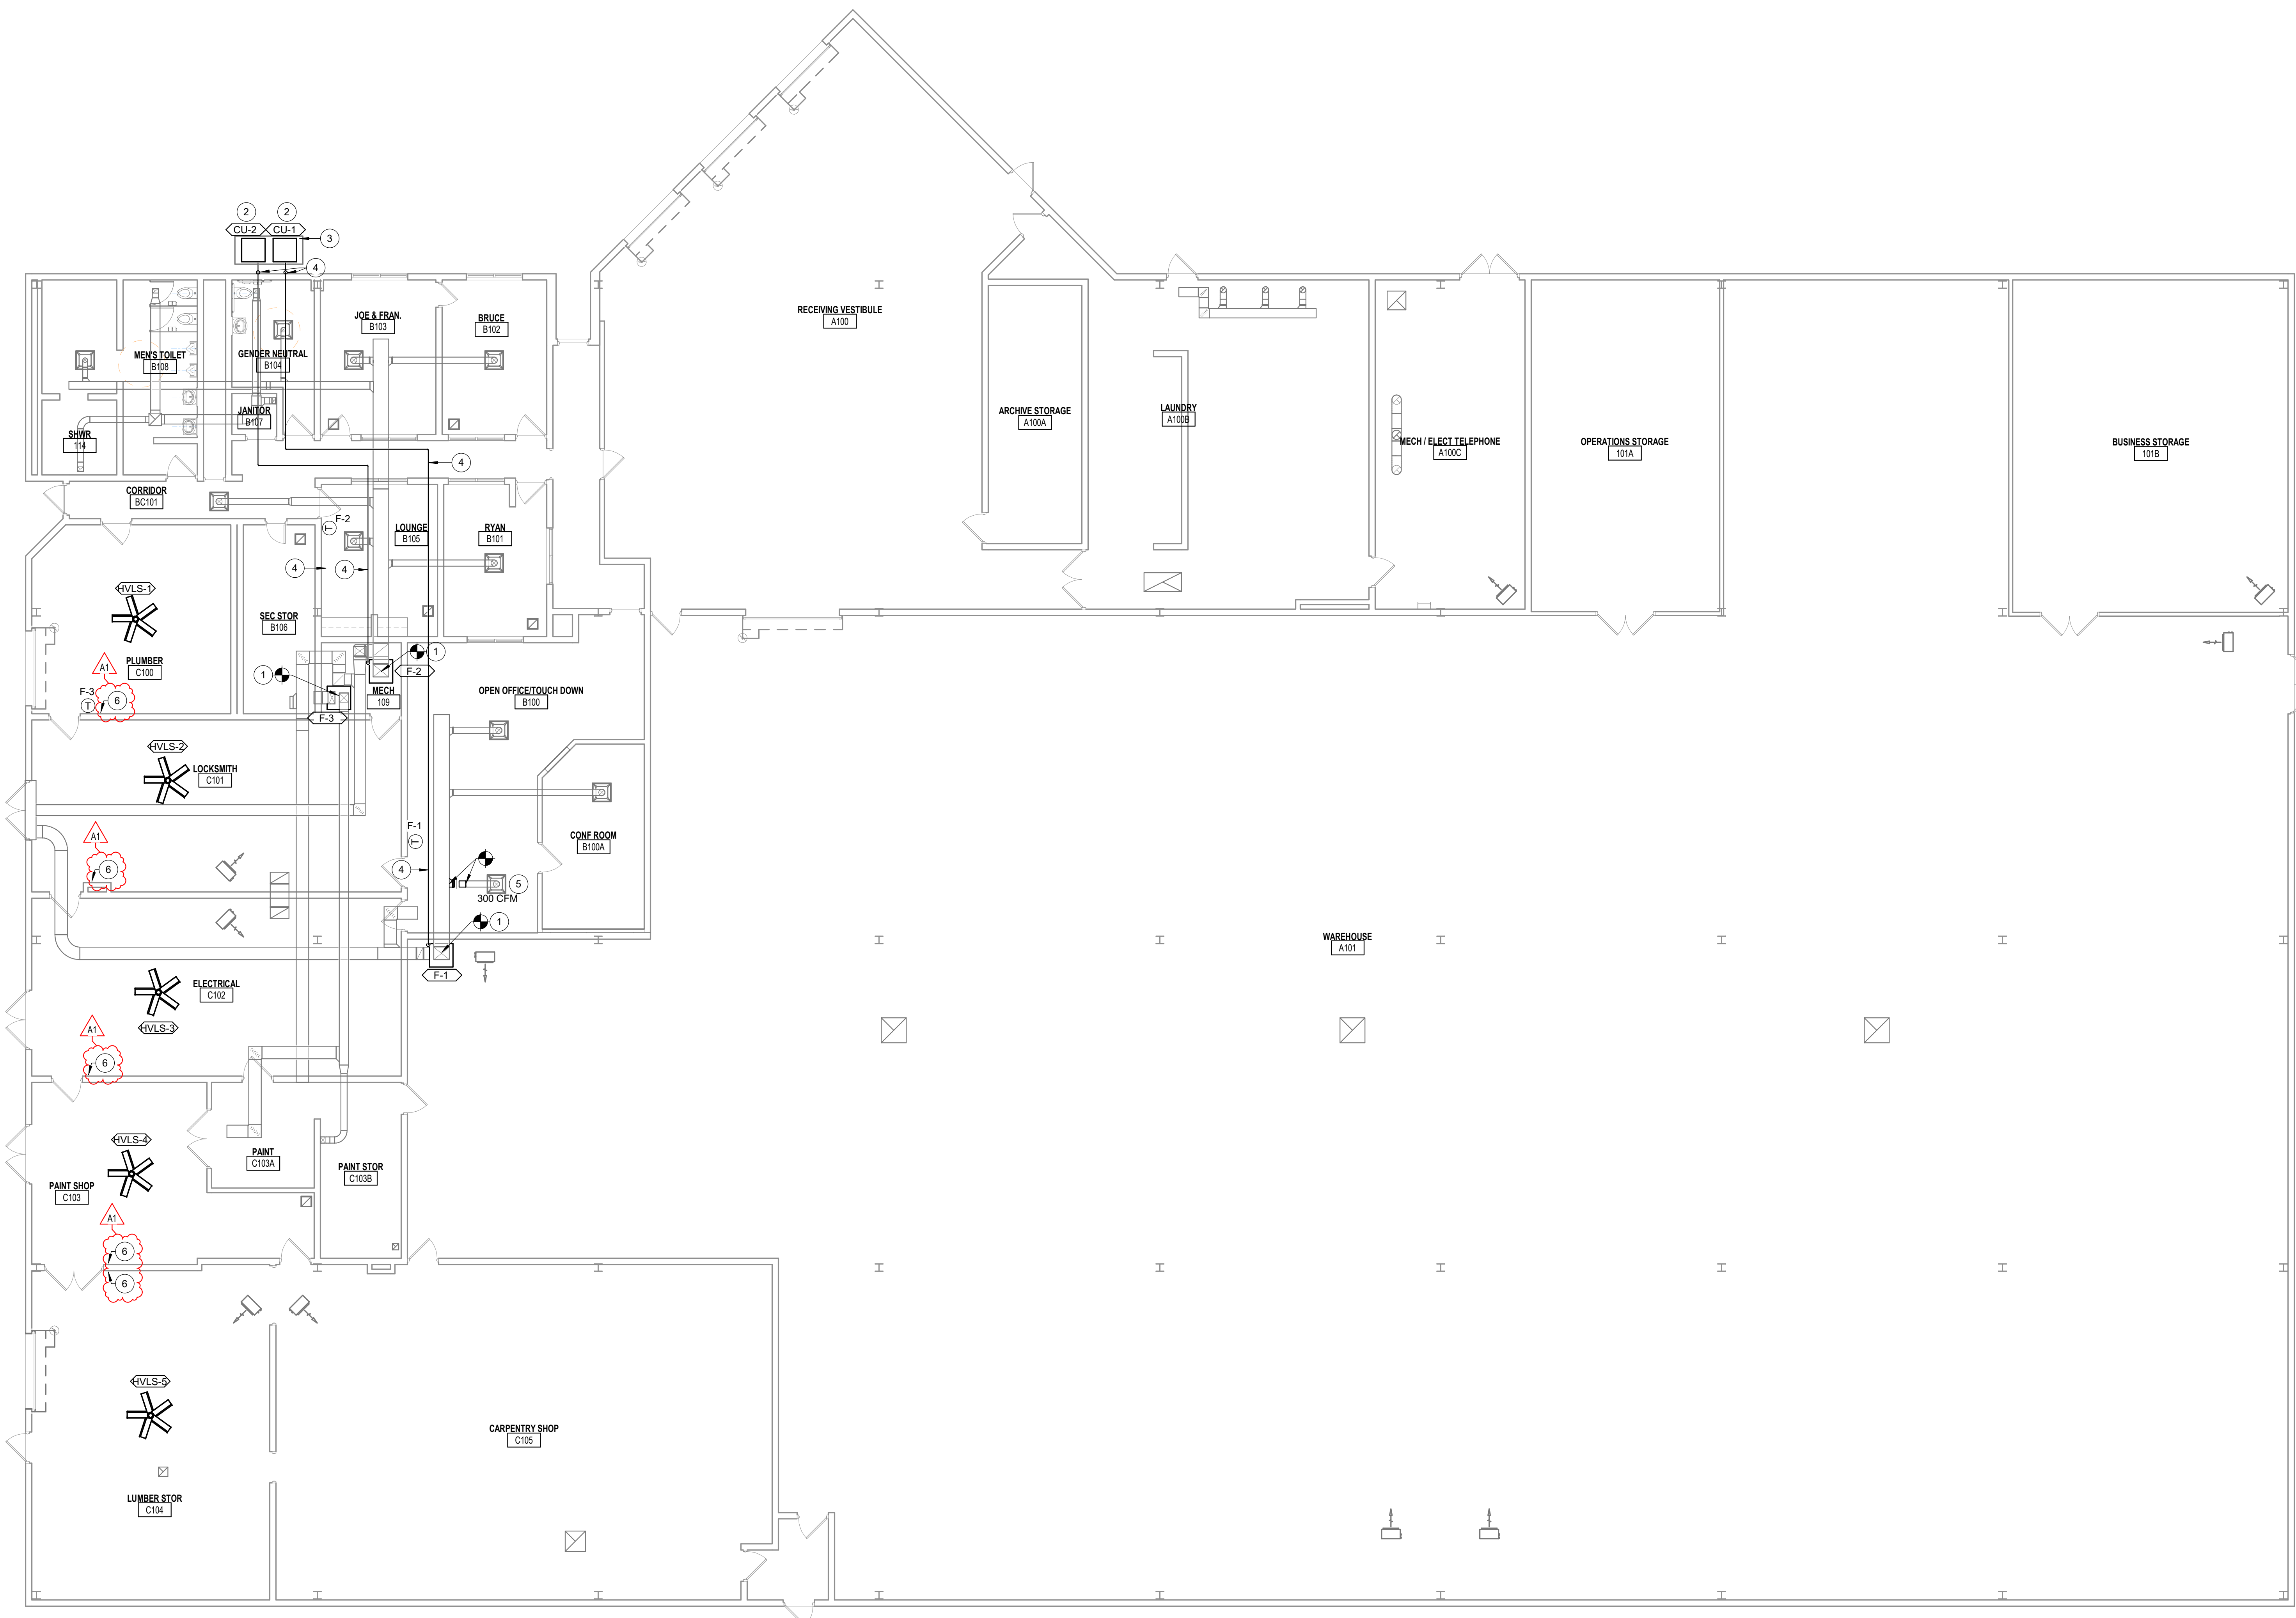 2
2
CU-2
CU-1
3
4
RECEIVING VESTIBULE
A100
JOE & FRAN.
B103
BRUCE
B102
MEN'S TOILET
B108
GENDER NEUTRAL
B104
JANITOR
B107
SHWR
114
ARCHIVE STORAGE
A100A
LAUNDRY
A100B
MECH / ELECT TELEPHONE
A100C
OPERATIONS STORAGE
101A
BUSINESS STORAGE
101B
4
CORRIDOR
BC101
F-2
T
LOUNGE
B105
RYAN
B101
4
4
HVLS-1
SEC STOR
B106
PLUMBER
C100
A1
F-3
T
6
1
1
F-2
MECH
109
F-3
OPEN OFFICE/TOUCH DOWN
B100
HVLS-2
LOCKSMITH
C101
F-1
T
CONF ROOM
B100A
A1
6
4
5
300 CFM
1
F-1
WAREHOUSE
A101
ELECTRICAL
C102
HVLS-3
A1
6
HVLS-4
PAINT
C103A
PAINT STOR
C103B
PAINT SHOP
C103
A1
6
6
HVLS-5
CARPENTRY SHOP
C105
LUMBER STOR
C104